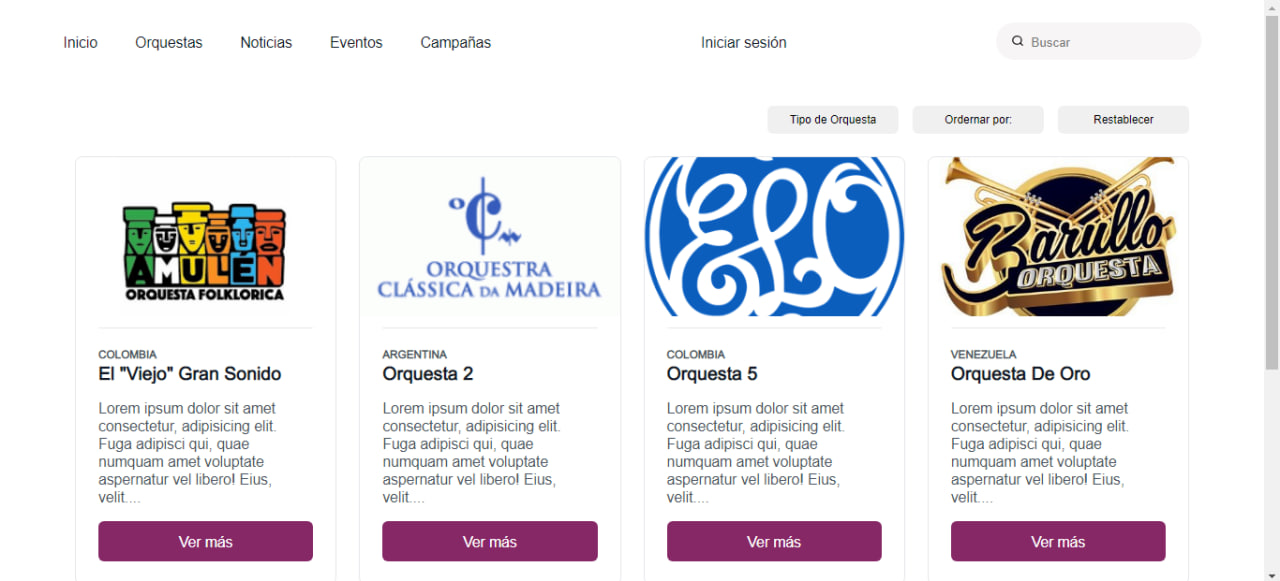 Inicio Orquestas Noticias Eventos Campañas Iniciar sesión Buscar
Tipo de Orquesta Ordernar por: Restablecer
AMULÉN
ORQUESTA FOLKLORICA
COLOMBIA
El "Viejo" Gran Sonido
Lorem ipsum dolor sit amet
consectetur, adipisicing elit.
Fuga adipisci qui, quae
numquam amet voluptate
aspernatur vel libero! Eius,
velit....
Ver más
ORQUESTRA
CLÁSSICA DA MADEIRA
ARGENTINA
Orquesta 2
Lorem ipsum dolor sit amet
consectetur, adipisicing elit.
Fuga adipisci qui, quae
numquam amet voluptate
aspernatur vel libero! Eius,
velit....
Ver más
ELO
COLOMBIA
Orquesta 5
Lorem ipsum dolor sit amet
consectetur, adipisicing elit.
Fuga adipisci qui, quae
numquam amet voluptate
aspernatur vel libero! Eius,
velit....
Ver más
Barullo
ORQUESTA
VENEZUELA
Orquesta De Oro
Lorem ipsum dolor sit amet
consectetur, adipisicing elit.
Fuga adipisci qui, quae
numquam amet voluptate
aspernatur vel libero! Eius,
velit....
Ver más